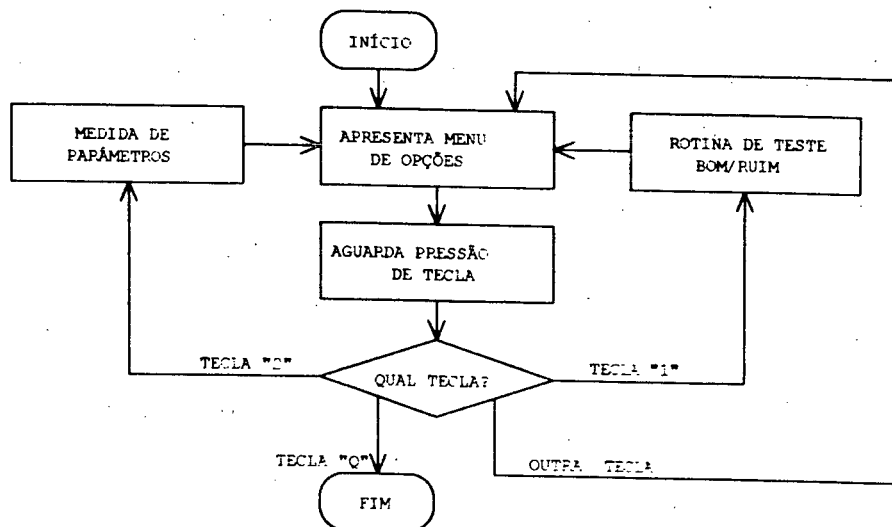 INÍCIO
MEDIDA DE
PARÂMETROS
APRESENTA MENU
DE OPÇÕES
ROTINA DE TESTE
BOM/RUIM
AGUARDA PRESSÃO
DE TECLA
TECLA "2"
QUAL TECLA?
TECLA "1"
TECLA "Q"
OUTRA TECLA
FIM